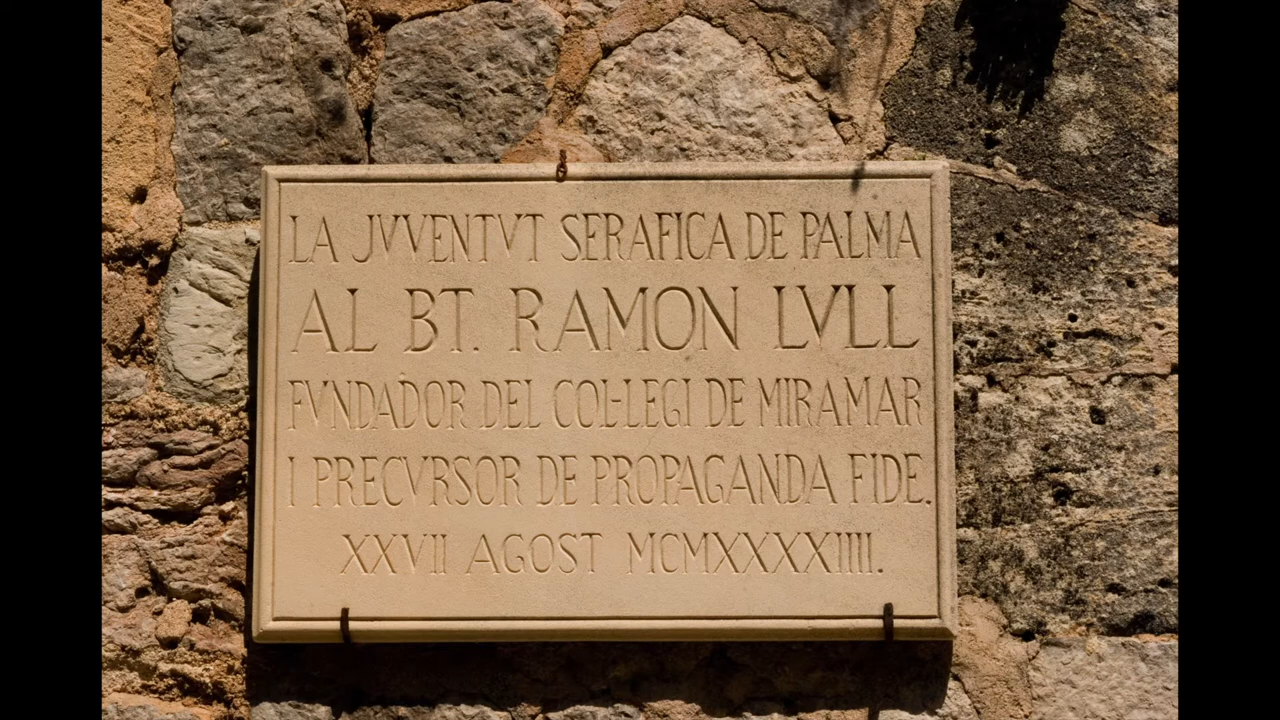 LA JVVENTVT SERAFICA DE PALMA
AL BT. RAMON LVLL
FVNDADOR DEL COL-LEGI DE MIRAMAR
I PRECVRSOR DE PROPAGANDA FIDE.
XXVII AGOST MCMXXXXIIII.